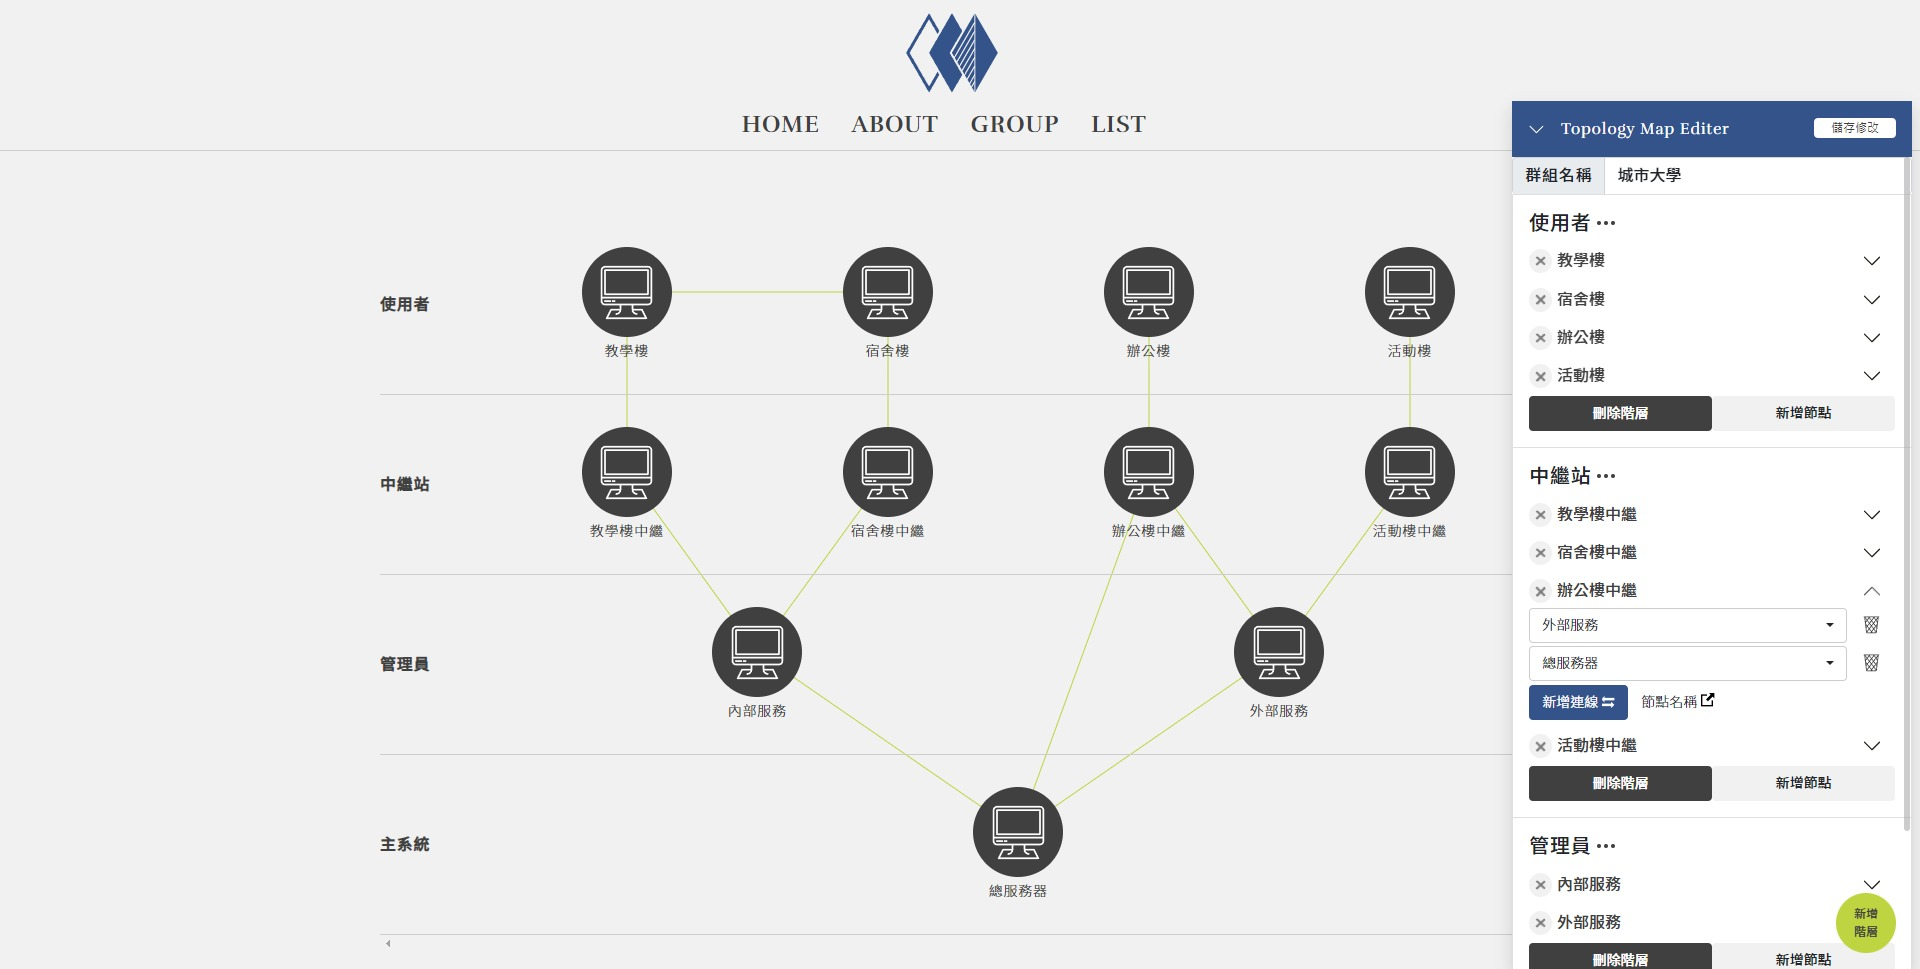 HOME ABOUT GROUP LIST
使用者
教學樓 宿舍樓 辦公樓 活動樓
中繼站
教學樓中繼 宿舍樓中繼 辦公樓中繼 活動樓中繼
管理員
內部服務 外部服務
主系統
總服務器
Topology Map Editer 儲存修改
群組名稱 城市大學
使用者
教學樓
宿舍樓
辦公樓
活動樓
刪除階層 新增節點
中繼站
教學樓中繼
宿舍樓中繼
辦公樓中繼
外部服務
總服務器
新增連線 節點名稱
活動樓中繼
刪除階層 新增節點
管理員
內部服務
外部服務
刪除階層 新增節點
新增
階層